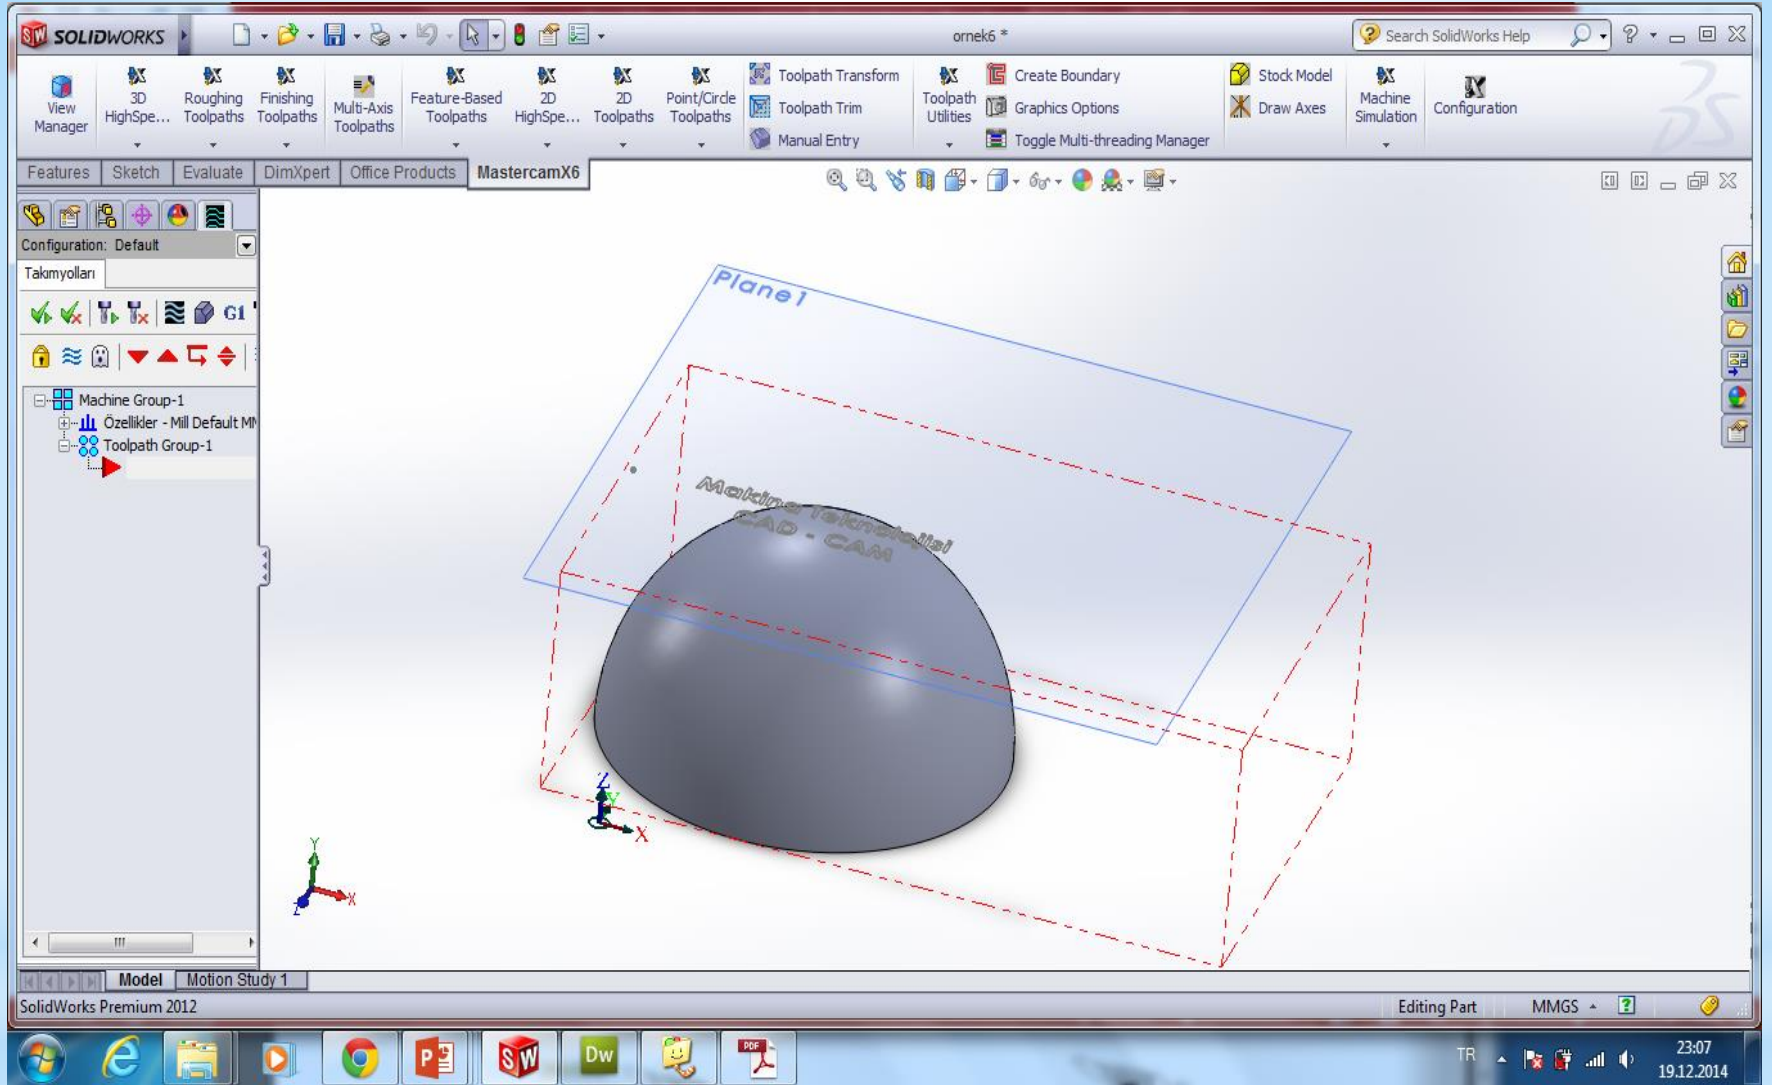 SOLIDWORKS
ornek6 *
Search SolidWorks Help
View Manager
3D HighSpe...
Roughing Toolpaths
Finishing Toolpaths
Multi-Axis Toolpaths
Feature-Based Toolpaths
2D HighSpe...
2D Toolpaths
Point/Circle Toolpaths
Toolpath Transform
Toolpath Trim
Manual Entry
Toolpath Utilities
Create Boundary
Graphics Options
Toggle Multi-threading Manager
Stock Model
Draw Axes
Machine Simulation
Configuration
Features
Sketch
Evaluate
DimXpert
Office Products
MastercamX6
Configuration: Default
Takımyolları
G1
Machine Group-1
Özellikler - Mill Default MM
Toolpath Group-1
Plane1
Makina Teknolojisi
CAD - CAM
Z
Y
X
Y
X
Z
Model
Motion Study 1
SolidWorks Premium 2012
Editing Part
MMGS
P
SW
Dw
PDF
TR
23:07
19.12.2014